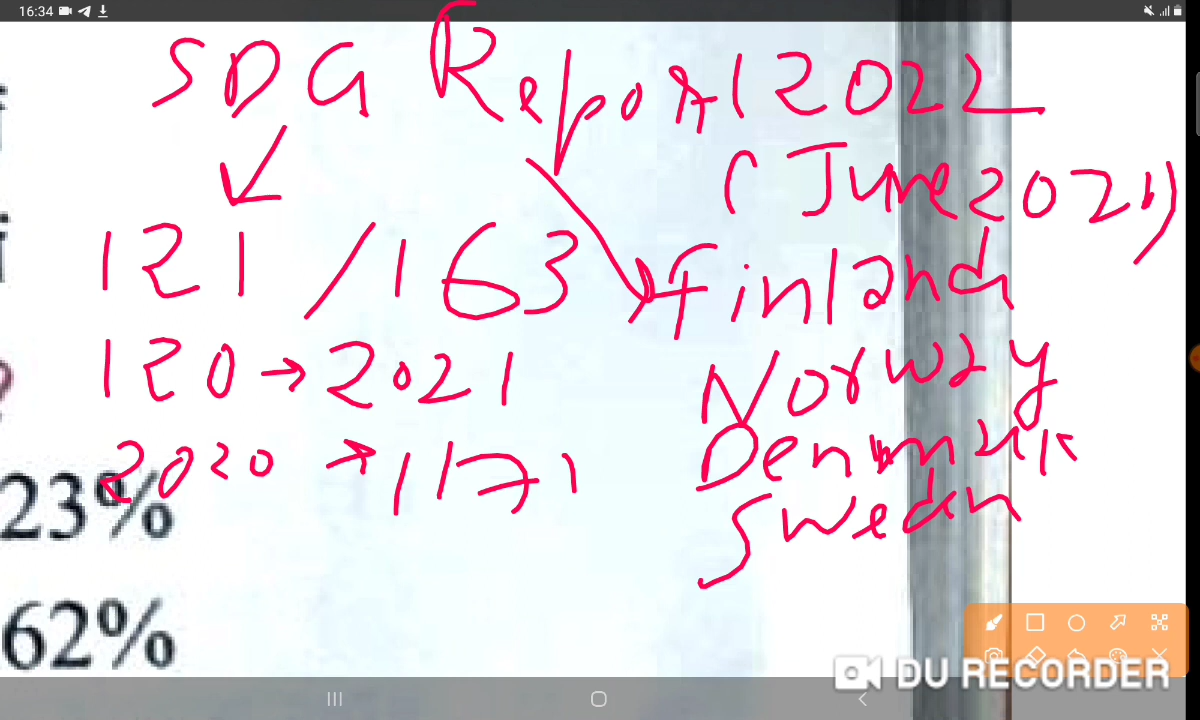 16:34
SDG Report 2022
(June 2022)
121/163
Finland
120 → 2021
Norway
2020 → 117
Denmark
Sweden
23%
62%
DU RECORDER